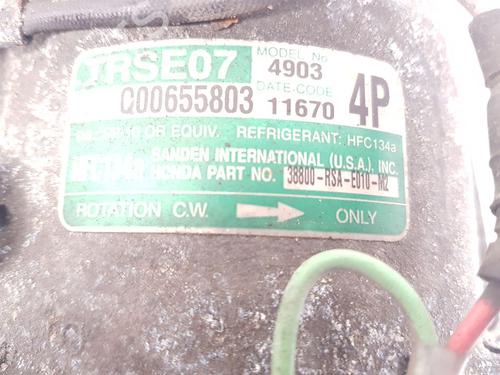 TRSE07 MODEL No 4903
Q00655803 DATE-CODE 11670 4P
OR EQUIV. REFRIGERANT: HFC134a
SANDEN INTERNATIONAL (U.S.A.), INC.
HONDA PART NO. 38800-RSA-E010-M2
ROTATION C.W. ONLY